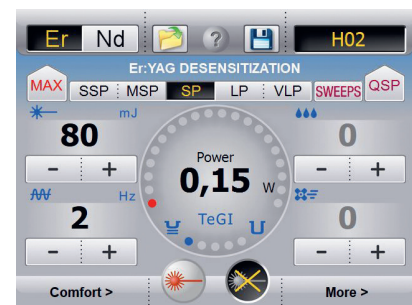 Er Nd ? H02
Er:YAG DESENSITIZATION
MAX SSP MSP SP LP VLP SWEEPS QSP
mJ
80 Power 0
- + 0,15 W - +
Hz
2 TeGI 0
- + - +
Comfort > More >